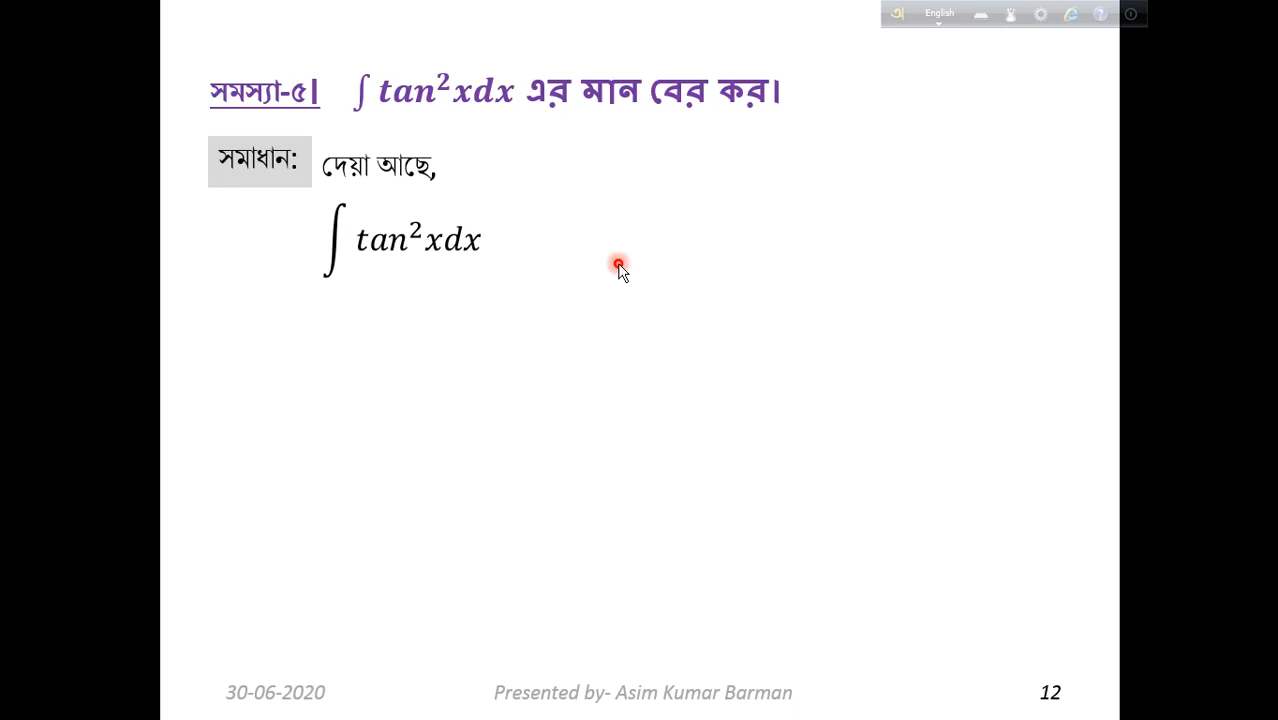 English
সমস্যা-৫| ∫ tan²xdx এর মান বের কর।
সমাধান: দেয়া আছে,
∫ tan²xdx
30-06-2020 Presented by- Asim Kumar Barman 12